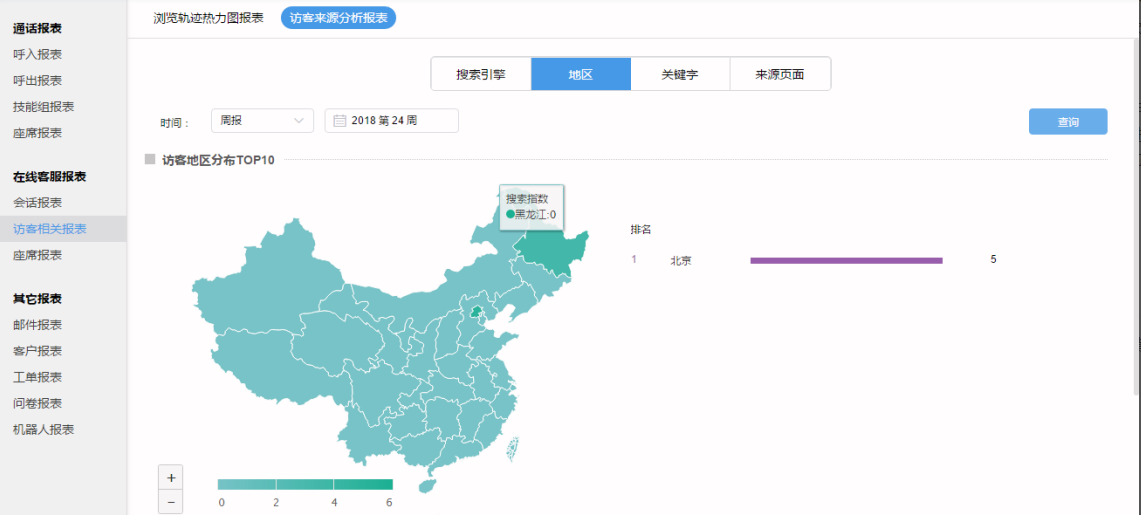 通话报表
呼入报表
呼出报表
技能组报表
座席报表
在线客服报表
会话报表
访客相关报表
座席报表
其它报表
邮件报表
客户报表
工单报表
问卷报表
机器人报表
浏览轨迹热力图报表 访客来源分析报表
搜索引擎 地区 关键字 来源页面
时间： 周报 2018 第 24 周 查询
访客地区分布TOP10
搜索指数
黑龙江:0
排名
1 北京 5
+
−
0 2 4 6